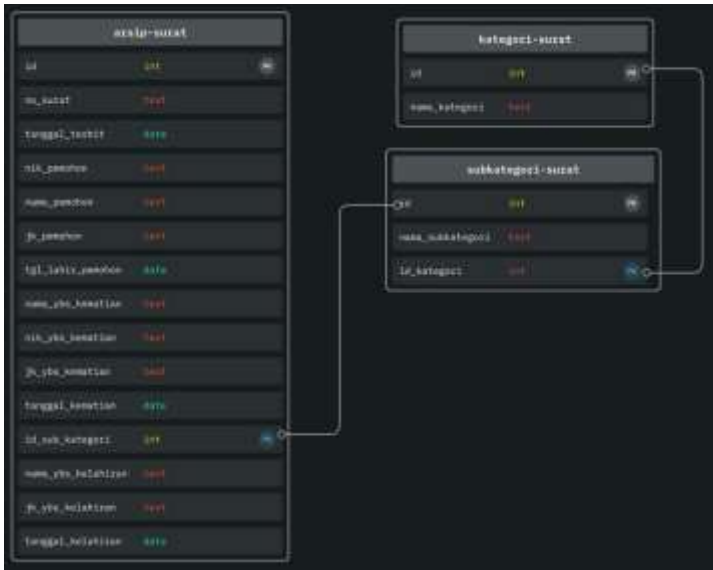 arsip-surat
id int PK
no_surat text
tanggal_terbit date
nik_pemohon text
nama_pemohon text
jk_pemohon text
tgl_lahir_pemohon date
nama_ybs_kematian text
nik_ybs_kematian text
jk_ybs_kematian text
tanggal_kematian date
id_sub_kategori int FK
nama_ybs_kelahiran text
jk_ybs_kelahiran text
tanggal_kelahiran date
kategori-surat
id int PK
nama_kategori text
subkategori-surat
id int PK
nama_subkategori text
id_kategori int FK